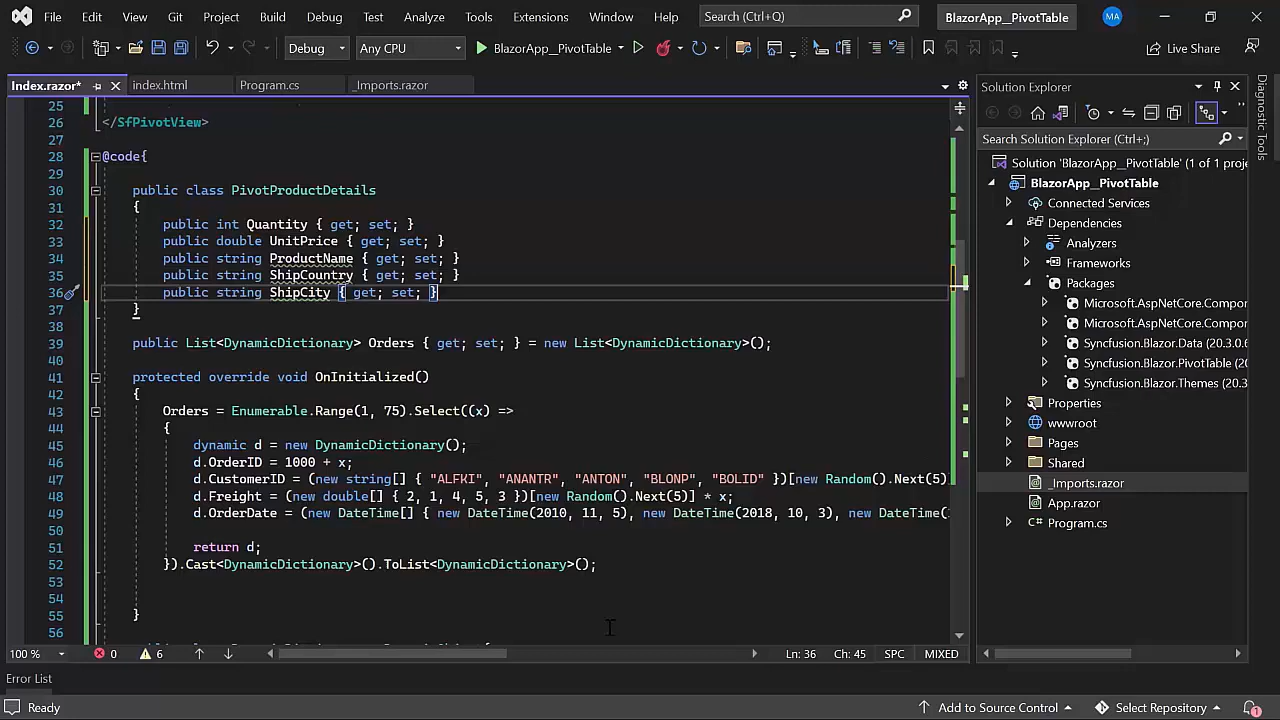 File Edit View Git Project Build Debug Test Analyze Tools Extensions Window Help Search (Ctrl+Q) BlazorApp__PivotTable MA
Debug Any CPU BlazorApp__PivotTable Live Share
Index.razor* index.html Program.cs _Imports.razor
25
26 </SfPivotView>
27
28 @code{
29
30 public class PivotProductDetails
31 {
32 public int Quantity { get; set; }
33 public double UnitPrice { get; set; }
34 public string ProductName { get; set; }
35 public string ShipCountry { get; set; }
36 public string ShipCity { get; set; }
37 }
38
39 public List<DynamicDictionary> Orders { get; set; } = new List<DynamicDictionary>();
40
41 protected override void OnInitialized()
42 {
43 Orders = Enumerable.Range(1, 75).Select((x) =>
44 {
45 dynamic d = new DynamicDictionary();
46 d.OrderID = 1000 + x;
47 d.CustomerID = (new string[] { "ALFKI", "ANANTR", "ANTON", "BLONP", "BOLID" })[new Random().Next(5)
48 d.Freight = (new double[] { 2, 1, 4, 5, 3 })[new Random().Next(5)] * x;
49 d.OrderDate = (new DateTime[] { new DateTime(2010, 11, 5), new DateTime(2018, 10, 3), new DateTime(
50
51 return d;
52 }).Cast<DynamicDictionary>().ToList<DynamicDictionary>();
53
54
55 }
56
100 % 0 6 Ln: 36 Ch: 45 SPC MIXED
Solution Explorer
Search Solution Explorer (Ctrl+;)
Solution 'BlazorApp__PivotTable' (1 of 1 proje
BlazorApp__PivotTable
Connected Services
Dependencies
Analyzers
Frameworks
Packages
Microsoft.AspNetCore.Compor
Microsoft.AspNetCore.Compor
Syncfusion.Blazor.Data (20.3.0.6
Syncfusion.Blazor.PivotTable (20
Syncfusion.Blazor.Themes (20.3
Properties
wwwroot
Pages
Shared
_Imports.razor
App.razor
Program.cs
Diagnostic Tools
Error List
Ready Add to Source Control Select Repository 1